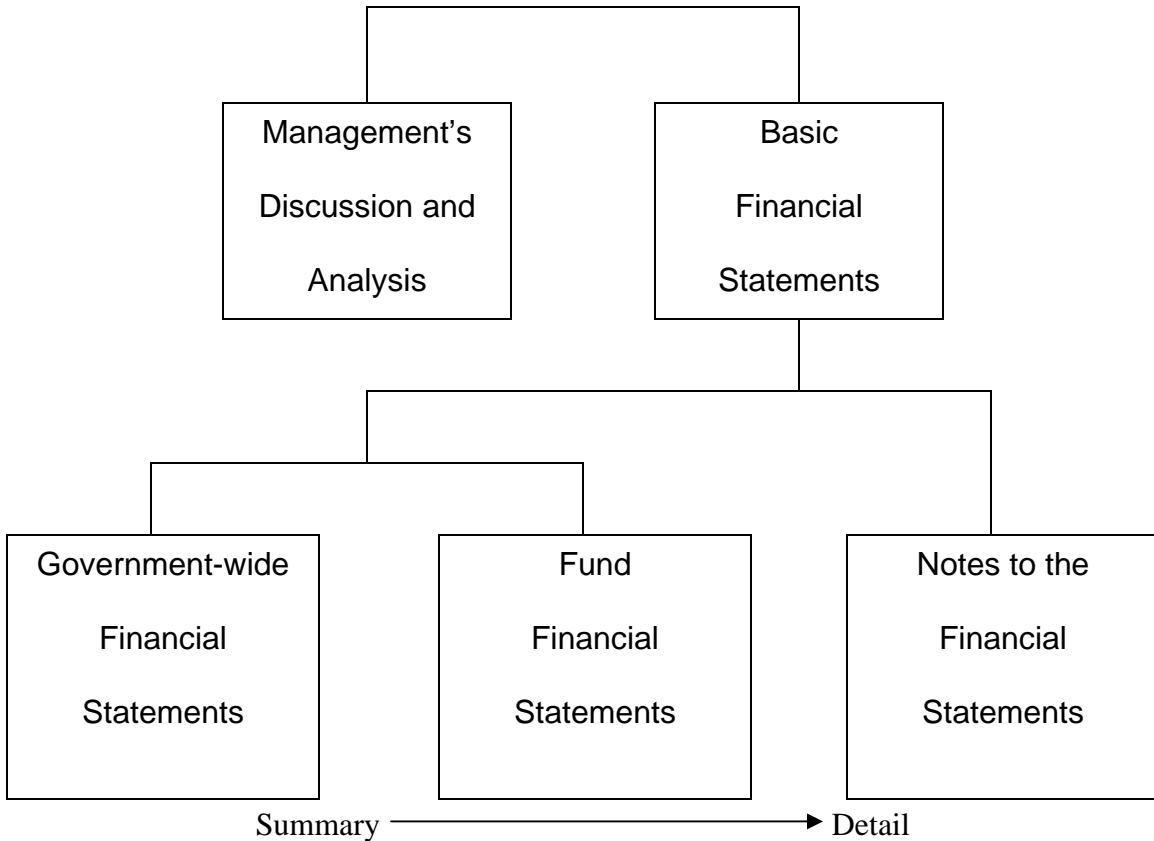 Management’s
Discussion and
Analysis
Basic
Financial
Statements
Government-wide
Financial
Statements
Fund
Financial
Statements
Notes to the
Financial
Statements
Summary
Detail